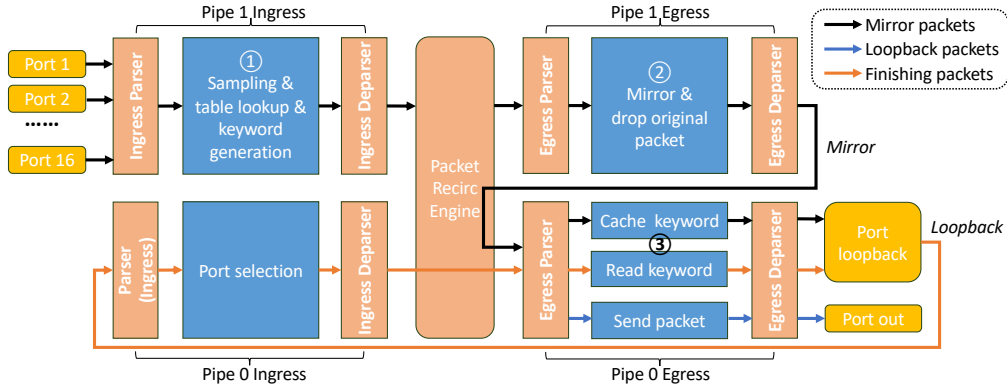 Pipe 1 Ingress
Pipe 1 Egress
Mirror packets
Loopback packets
Finishing packets
Port 1
Port 2
......
Port 16
Ingress Parser
①
Sampling &
table lookup &
keyword
generation
Ingress Deparser
Packet
Recirc
Engine
Egress Parser
②
Mirror &
drop original
packet
Egress Deparser
Mirror
Parser
(Ingress)
Port selection
Ingress Deparser
Egress Parser
Cache keyword
③
Read keyword
Send packet
Egress Deparser
Port
loopback
Loopback
Port out
Pipe 0 Ingress
Pipe 0 Egress